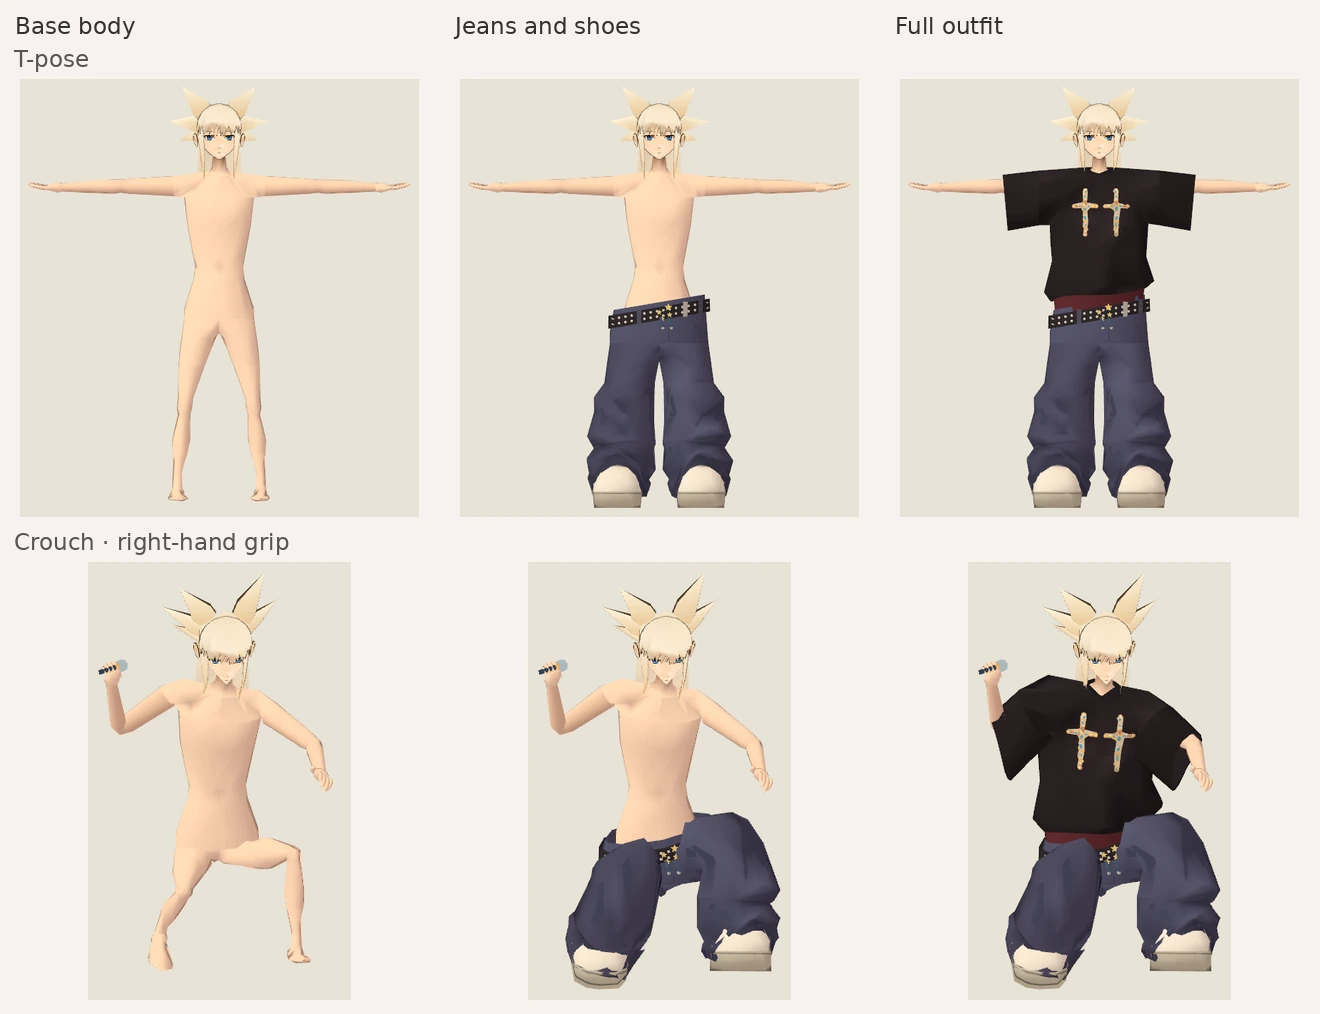 Base body
Jeans and shoes
Full outfit
T-pose
Crouch · right-hand grip